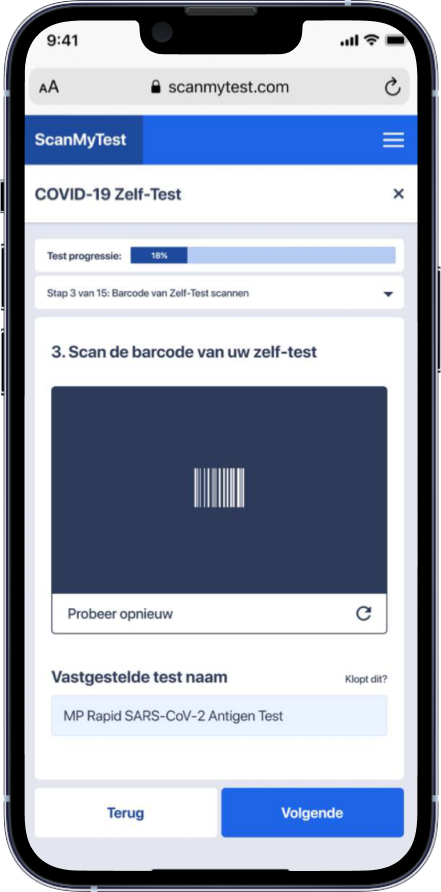 9:41
AA scanmytest.com
ScanMyTest
COVID-19 Zelf-Test ×
Test progressie: 18%
Stap 3 van 15: Barcode van Zelf-Test scannen
3. Scan de barcode van uw zelf-test
Probeer opnieuw
Vastgestelde test naam Klopt dit?
MP Rapid SARS-CoV-2 Antigen Test
Terug Volgende